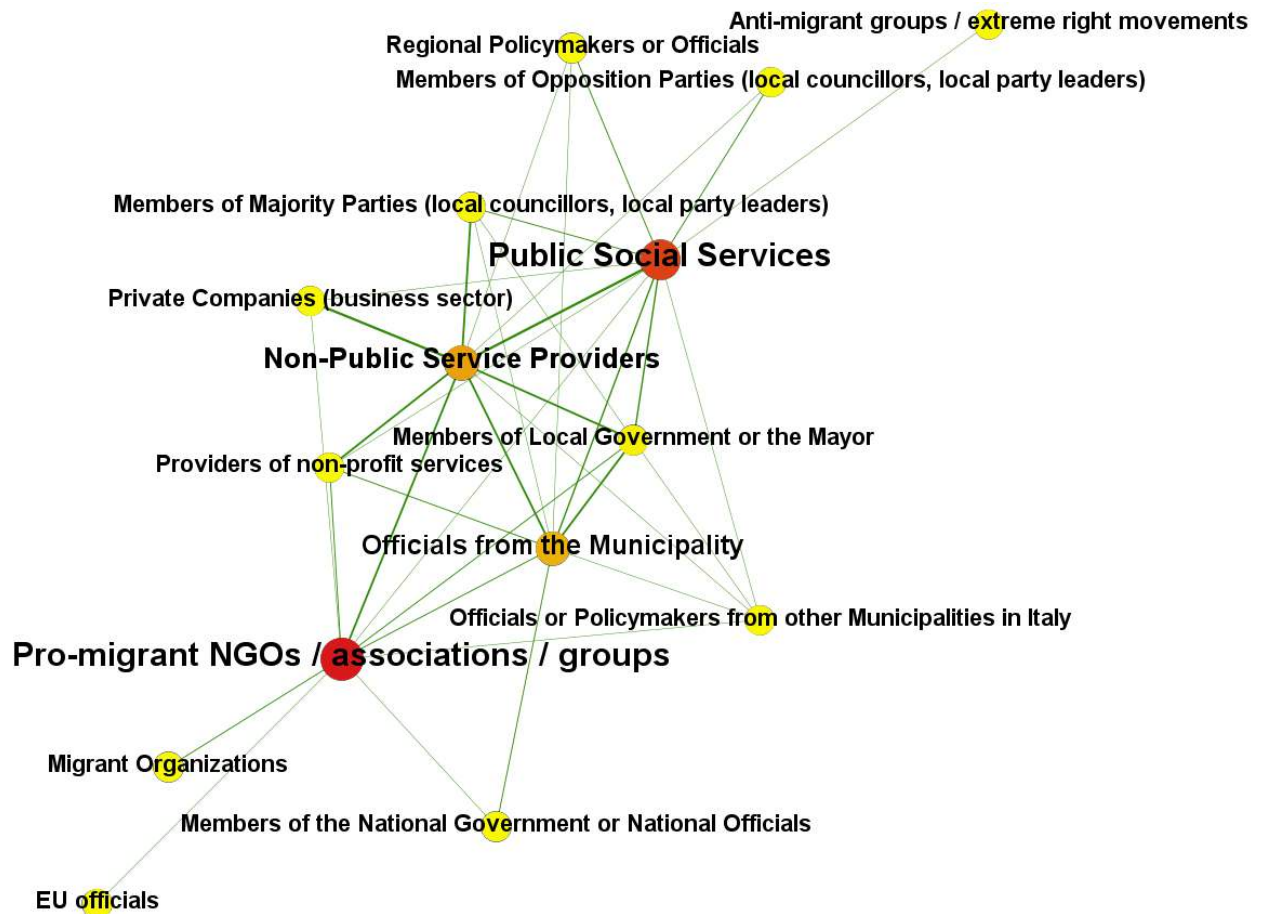 Anti-migrant groups / extreme right movements
Regional Policymakers or Officials
Members of Opposition Parties (local councillors, local party leaders)
Members of Majority Parties (local councillors, local party leaders)
Public Social Services
Private Companies (business sector)
Non-Public Service Providers
Members of Local Government or the Mayor
Providers of non-profit services
Officials from the Municipality
Officials or Policymakers from other Municipalities in Italy
Pro-migrant NGOs / associations / groups
Migrant Organizations
Members of the National Government or National Officials
EU officials